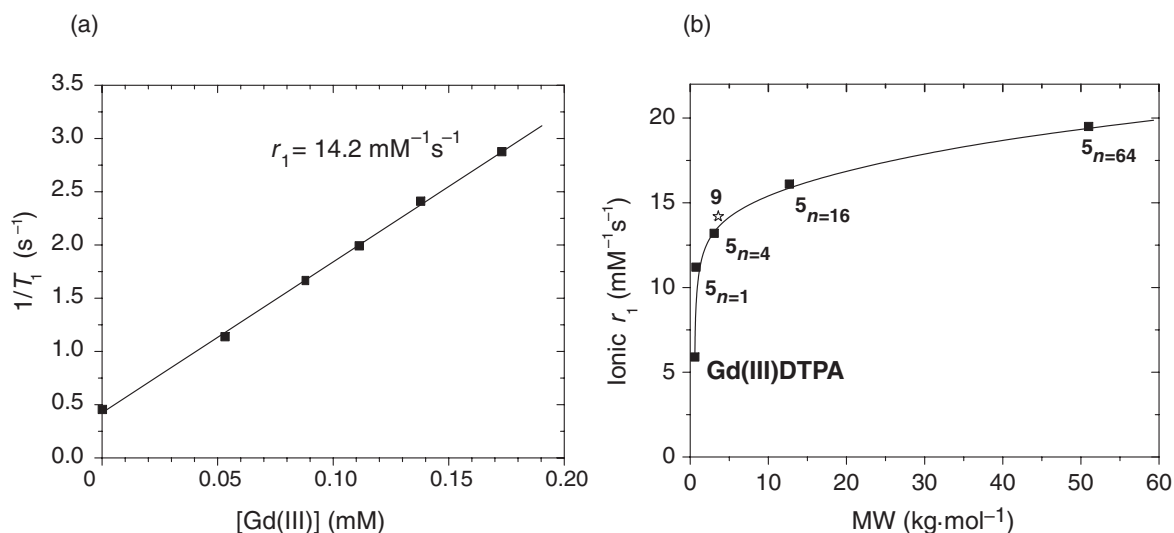 (a)
3.5
3.0
2.5
2.0
1.5
1.0
0.5
0.0
1/T₁ (s⁻¹)
r₁ = 14.2 mM⁻¹s⁻¹
0 0.05 0.10 0.15 0.20
[Gd(III)] (mM)
(b)
20
15
10
5
0
Ionic r₁ (mM⁻¹s⁻¹)
5ₙ₌₆₄
9
5ₙ₌₁₆
5ₙ₌₄
5ₙ₌₁
Gd(III)DTPA
0 10 20 30 40 50 60
MW (kg·mol⁻¹)